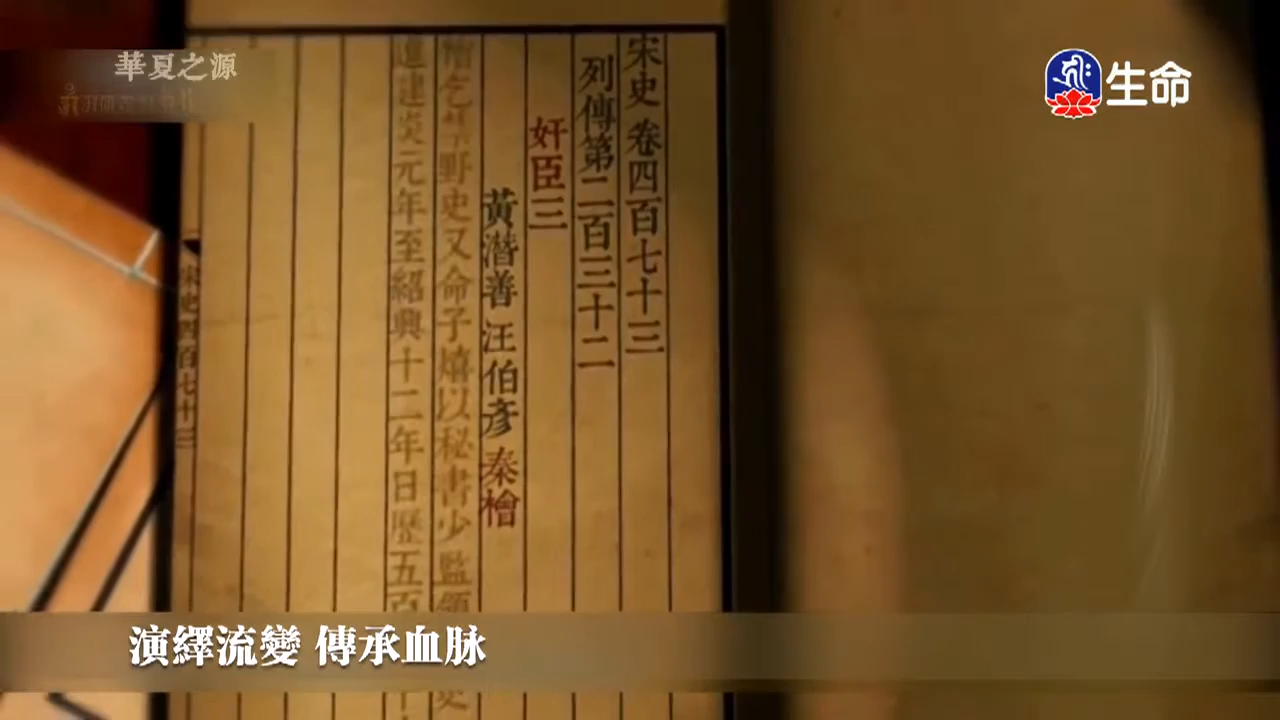 華夏之源
生命
宋史 卷四百七十三
列傳第二百三十二
奸臣三
黃潛善 汪伯彥 秦檜
檜乞禁野史又命子熺以秘書少監領
進建炎元年至紹興十二年日歷五百
宋史四百七十三
演繹流變 傳承血脉